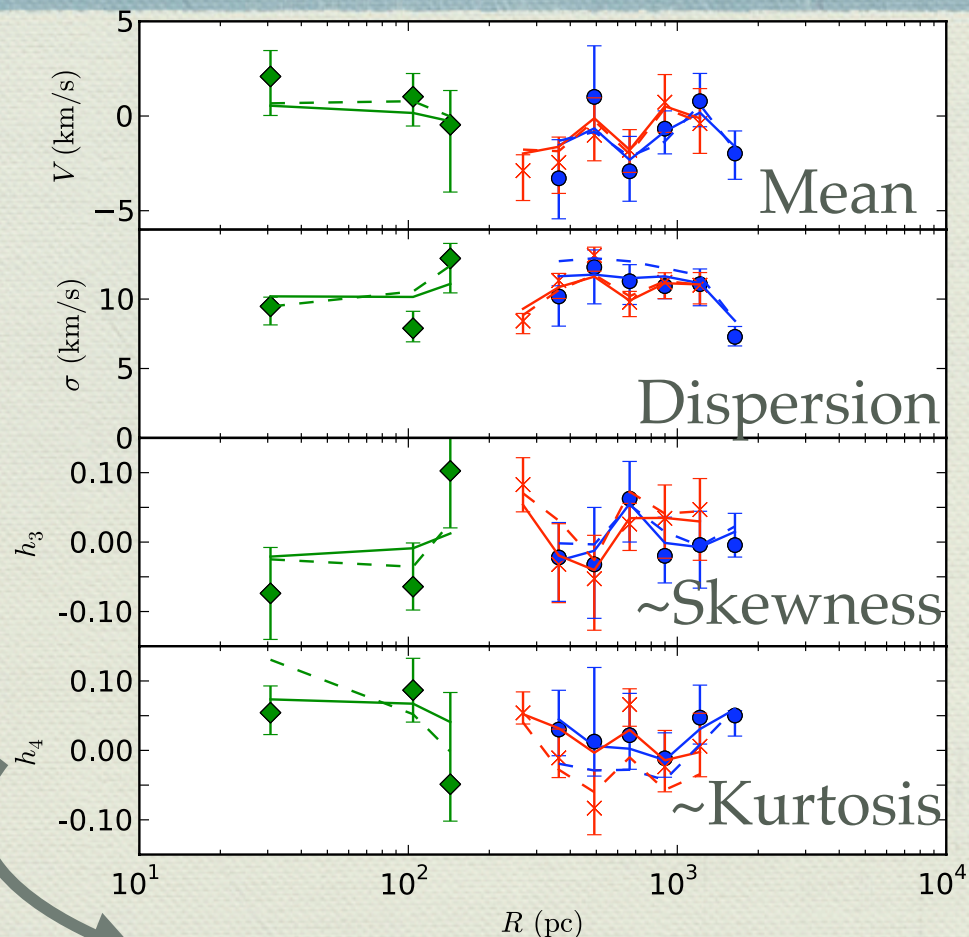 5
0
−5
V (km/s)
Mean
10
5
0
σ (km/s)
Dispersion
0.10
0.00
-0.10
h₃
~Skewness
0.10
0.00
-0.10
h₄
~Kurtosis
10¹ 10² 10³ 10⁴
R (pc)